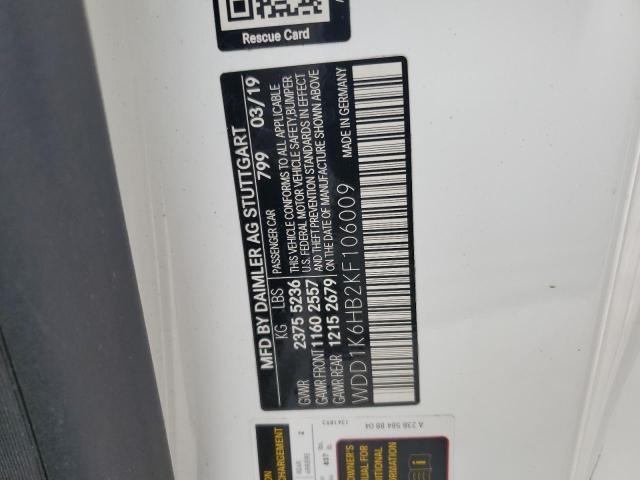 Rescue Card
MFD BY DAIMLER AG STUTTGART
799 03/19
KG LBS PASSENGER CAR
GVWR 2375 5236
GAWR FRONT 1160 2557
GAWR REAR 1215 2679
THIS VEHICLE CONFORMS TO ALL APPLICABLE
U.S. FEDERAL MOTOR VEHICLE SAFETY,BUMPER
AND THEFT PREVENTION STANDARDS IN EFFECT
ON THE DATE OF MANUFACTURE SHOWN ABOVE
WDD1K6HB2KF106009
MADE IN GERMANY
A 238 584 88 04